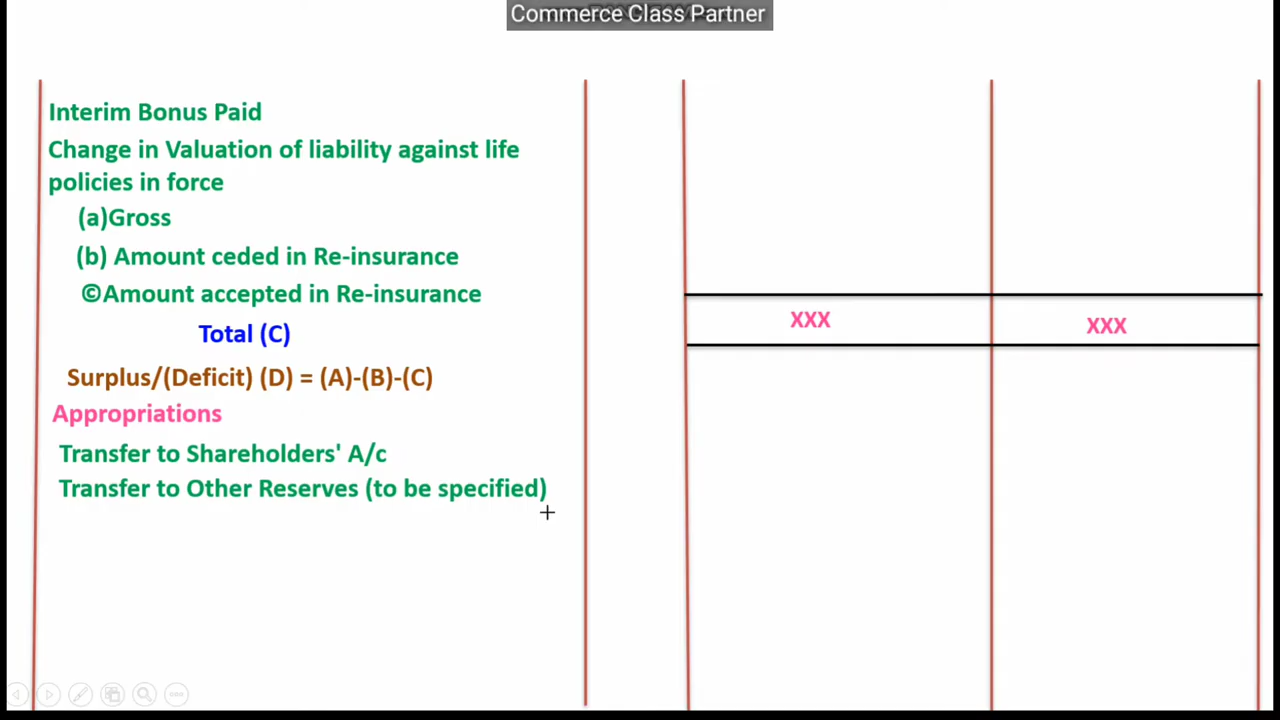 Commerce Class Partner
Interim Bonus Paid
Change in Valuation of liability against life
policies in force
(a)Gross
(b) Amount ceded in Re-insurance
©Amount accepted in Re-insurance
Total (C)
XXX XXX
Surplus/(Deficit) (D) = (A)-(B)-(C)
Appropriations
Transfer to Shareholders' A/c
Transfer to Other Reserves (to be specified)